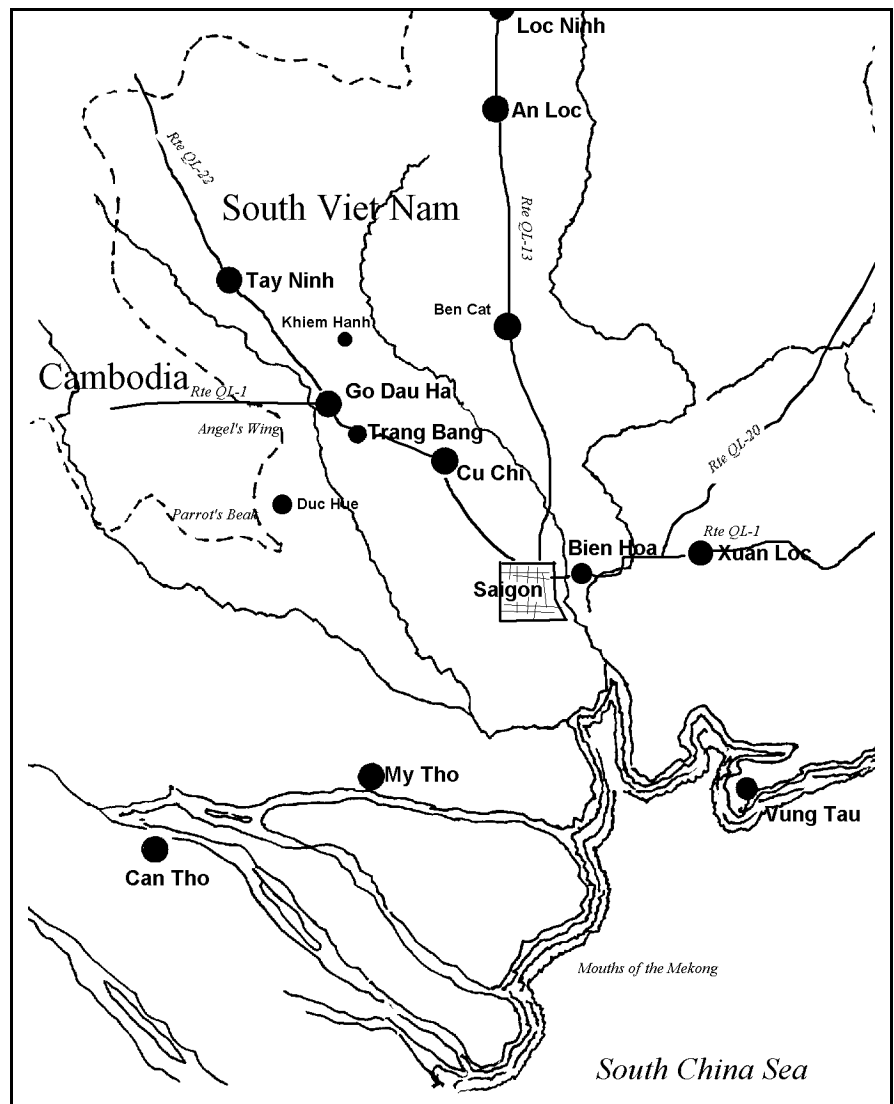 Loc Ninh
An Loc
Rte QL-22
South Viet Nam
Rte QL-13
Tay Ninh
Khiem Hanh
Ben Cat
Cambodia
Rte QL-1
Go Dau Ha
Angel's Wing
Trang Bang
Cu Chi
Rte QL-20
Parrot's Beak
Duc Hue
Rte QL-1
Bien Hoa
Xuan Loc
Saigon
My Tho
Vung Tau
Can Tho
Mouths of the Mekong
South China Sea